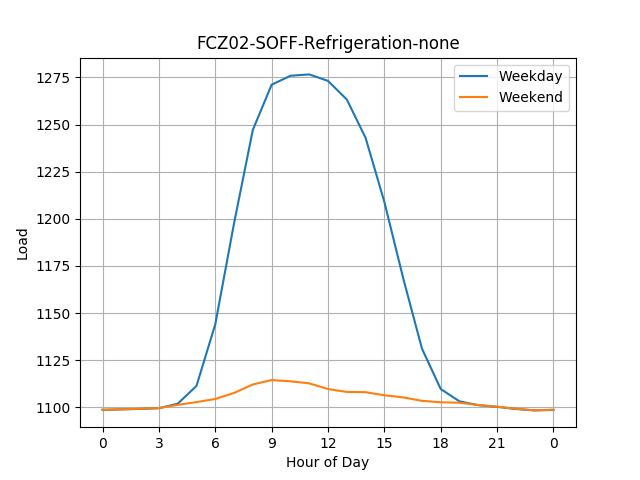 FCZ02-SOFF-Refrigeration-none
Weekday
Weekend
Load
1275
1250
1225
1200
1175
1150
1125
1100
0 3 6 9 12 15 18 21 0
Hour of Day